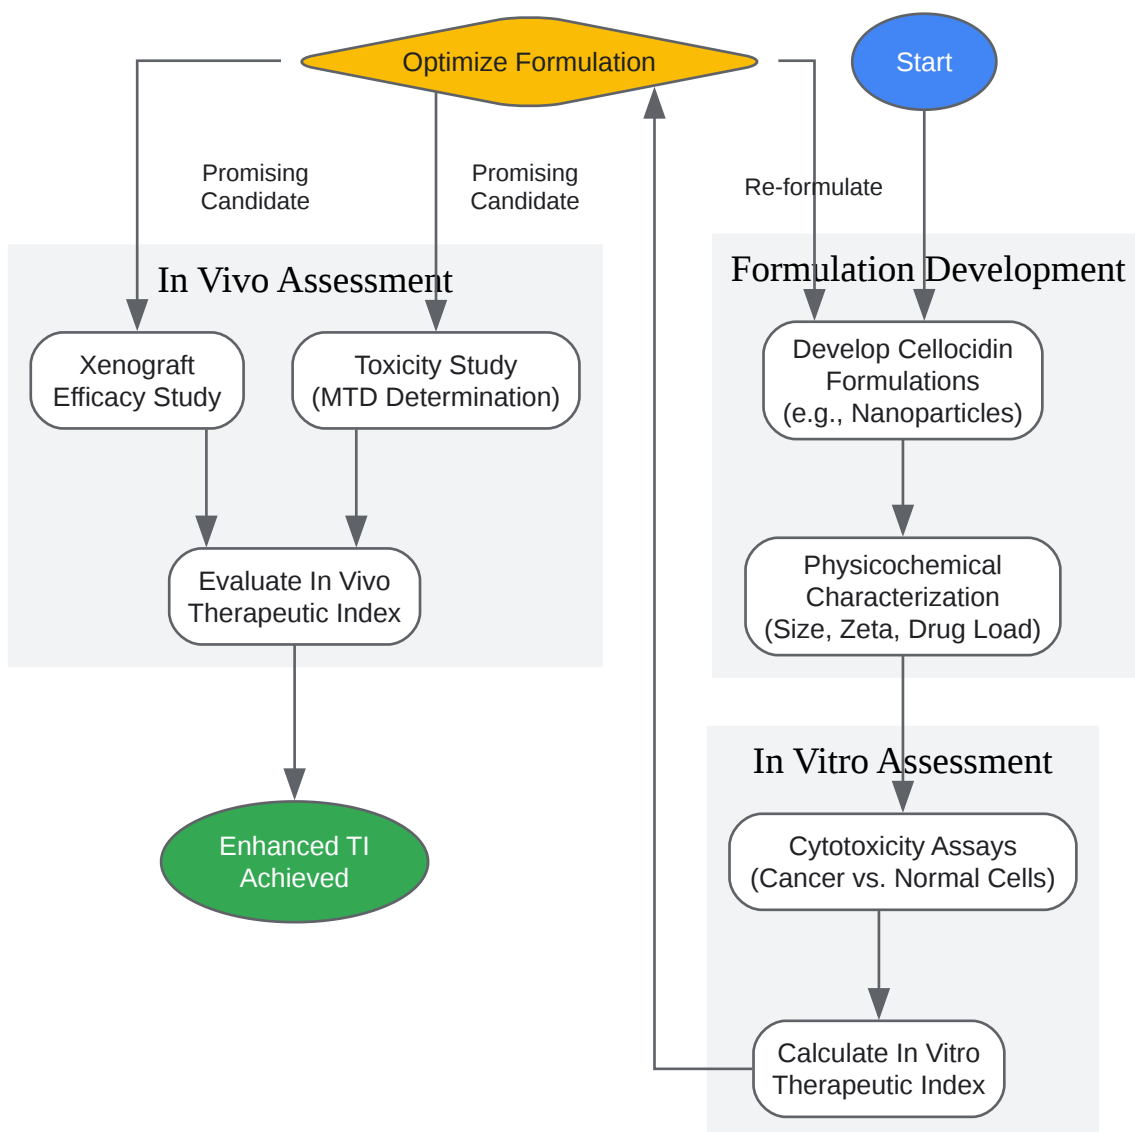 Optimize Formulation
Start
Promising
Candidate
Promising
Candidate
Re-formulate
In Vivo Assessment
Formulation Development
Xenograft
Efficacy Study
Toxicity Study
(MTD Determination)
Develop Cellocidin
Formulations
(e.g., Nanoparticles)
Evaluate In Vivo
Therapeutic Index
Physicochemical
Characterization
(Size, Zeta, Drug Load)
In Vitro Assessment
Enhanced TI
Achieved
Cytotoxicity Assays
(Cancer vs. Normal Cells)
Calculate In Vitro
Therapeutic Index